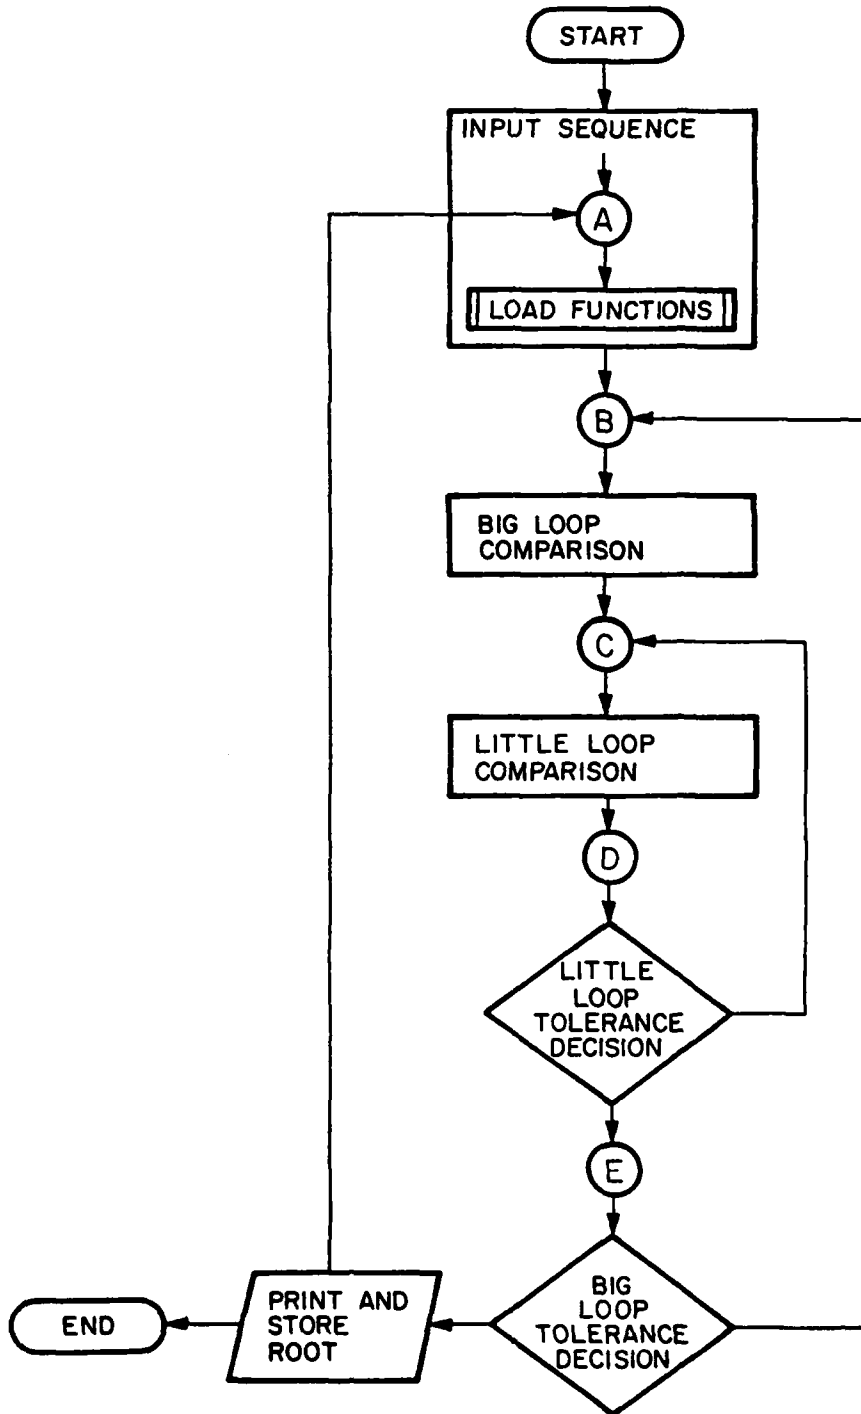 START
INPUT SEQUENCE
A
LOAD FUNCTIONS
B
BIG LOOP
COMPARISON
C
LITTLE LOOP
COMPARISON
D
LITTLE
LOOP
TOLERANCE
DECISION
E
BIG
LOOP
TOLERANCE
DECISION
PRINT AND
STORE
ROOT
END